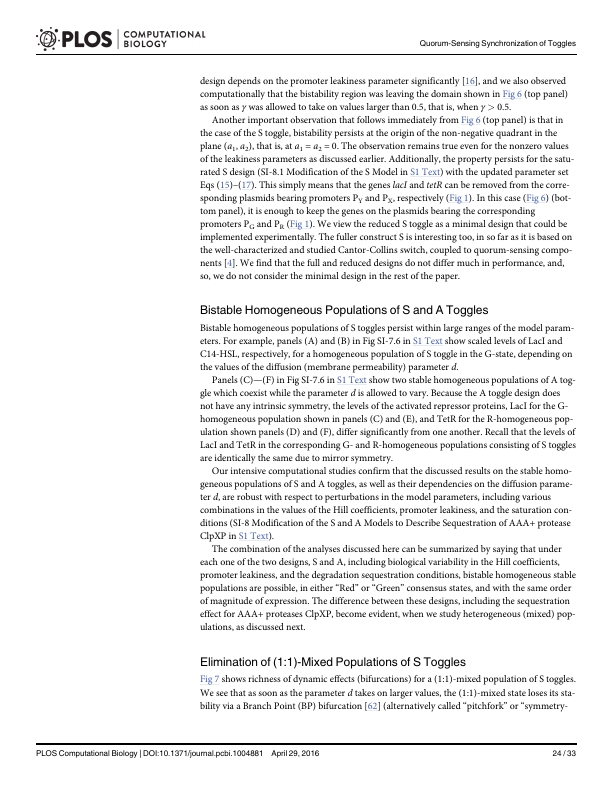 PLOS | COMPUTATIONAL
BIOLOGY
Quorum-Sensing Synchronization of Toggles
design depends on the promoter leakiness parameter significantly [16], and we also observed
computationally that the bistability region was leaving the domain shown in Fig 6 (top panel)
as soon as γ was allowed to take on values larger than 0.5, that is, when γ > 0.5.
Another important observation that follows immediately from Fig 6 (top panel) is that in
the case of the S toggle, bistability persists at the origin of the non-negative quadrant in the
plane (a₁, a₂), that is, at a₁ = a₂ = 0. The observation remains true even for the nonzero values
of the leakiness parameters as discussed earlier. Additionally, the property persists for the satu-
rated S design (SI-8.1 Modification of the S Model in S1 Text) with the updated parameter set
Eqs (15)–(17). This simply means that the genes lacI and tetR can be removed from the corre-
sponding plasmids bearing promoters P_Y and P_X, respectively (Fig 1). In this case (Fig 6) (bot-
tom panel), it is enough to keep the genes on the plasmids bearing the corresponding
promoters P_G and P_R (Fig 1). We view the reduced S toggle as a minimal design that could be
implemented experimentally. The fuller construct S is interesting too, in so far as it is based on
the well-characterized and studied Cantor-Collins switch, coupled to quorum-sensing compo-
nents [4]. We find that the full and reduced designs do not differ much in performance, and,
so, we do not consider the minimal design in the rest of the paper.
Bistable Homogeneous Populations of S and A Toggles
Bistable homogeneous populations of S toggles persist within large ranges of the model param-
eters. For example, panels (A) and (B) in Fig SI-7.6 in S1 Text show scaled levels of LacI and
C14-HSL, respectively, for a homogeneous population of S toggle in the G-state, depending on
the values of the diffusion (membrane permeability) parameter d.
Panels (C)—(F) in Fig SI-7.6 in S1 Text show two stable homogeneous populations of A tog-
gle which coexist while the parameter d is allowed to vary. Because the A toggle design does
not have any intrinsic symmetry, the levels of the activated repressor proteins, LacI for the G-
homogeneous population shown in panels (C) and (E), and TetR for the R-homogeneous pop-
ulation shown panels (D) and (F), differ significantly from one another. Recall that the levels of
LacI and TetR in the corresponding G- and R-homogeneous populations consisting of S toggles
are identically the same due to mirror symmetry.
Our intensive computational studies confirm that the discussed results on the stable homo-
geneous populations of S and A toggles, as well as their dependencies on the diffusion parame-
ter d, are robust with respect to perturbations in the model parameters, including various
combinations in the values of the Hill coefficients, promoter leakiness, and the saturation con-
ditions (SI-8 Modification of the S and A Models to Describe Sequestration of AAA+ protease
ClpXP in S1 Text).
The combination of the analyses discussed here can be summarized by saying that under
each one of the two designs, S and A, including biological variability in the Hill coefficients,
promoter leakiness, and the degradation sequestration conditions, bistable homogeneous stable
populations are possible, in either “Red” or “Green” consensus states, and with the same order
of magnitude of expression. The difference between these designs, including the sequestration
effect for AAA+ proteases ClpXP, become evident, when we study heterogeneous (mixed) pop-
ulations, as discussed next.
Elimination of (1:1)-Mixed Populations of S Toggles
Fig 7 shows richness of dynamic effects (bifurcations) for a (1:1)-mixed population of S toggles.
We see that as soon as the parameter d takes on larger values, the (1:1)-mixed state loses its sta-
bility via a Branch Point (BP) bifurcation [62] (alternatively called “pitchfork” or “symmetry-
PLOS Computational Biology | DOI:10.1371/journal.pcbi.1004881 April 29, 2016
24 / 33